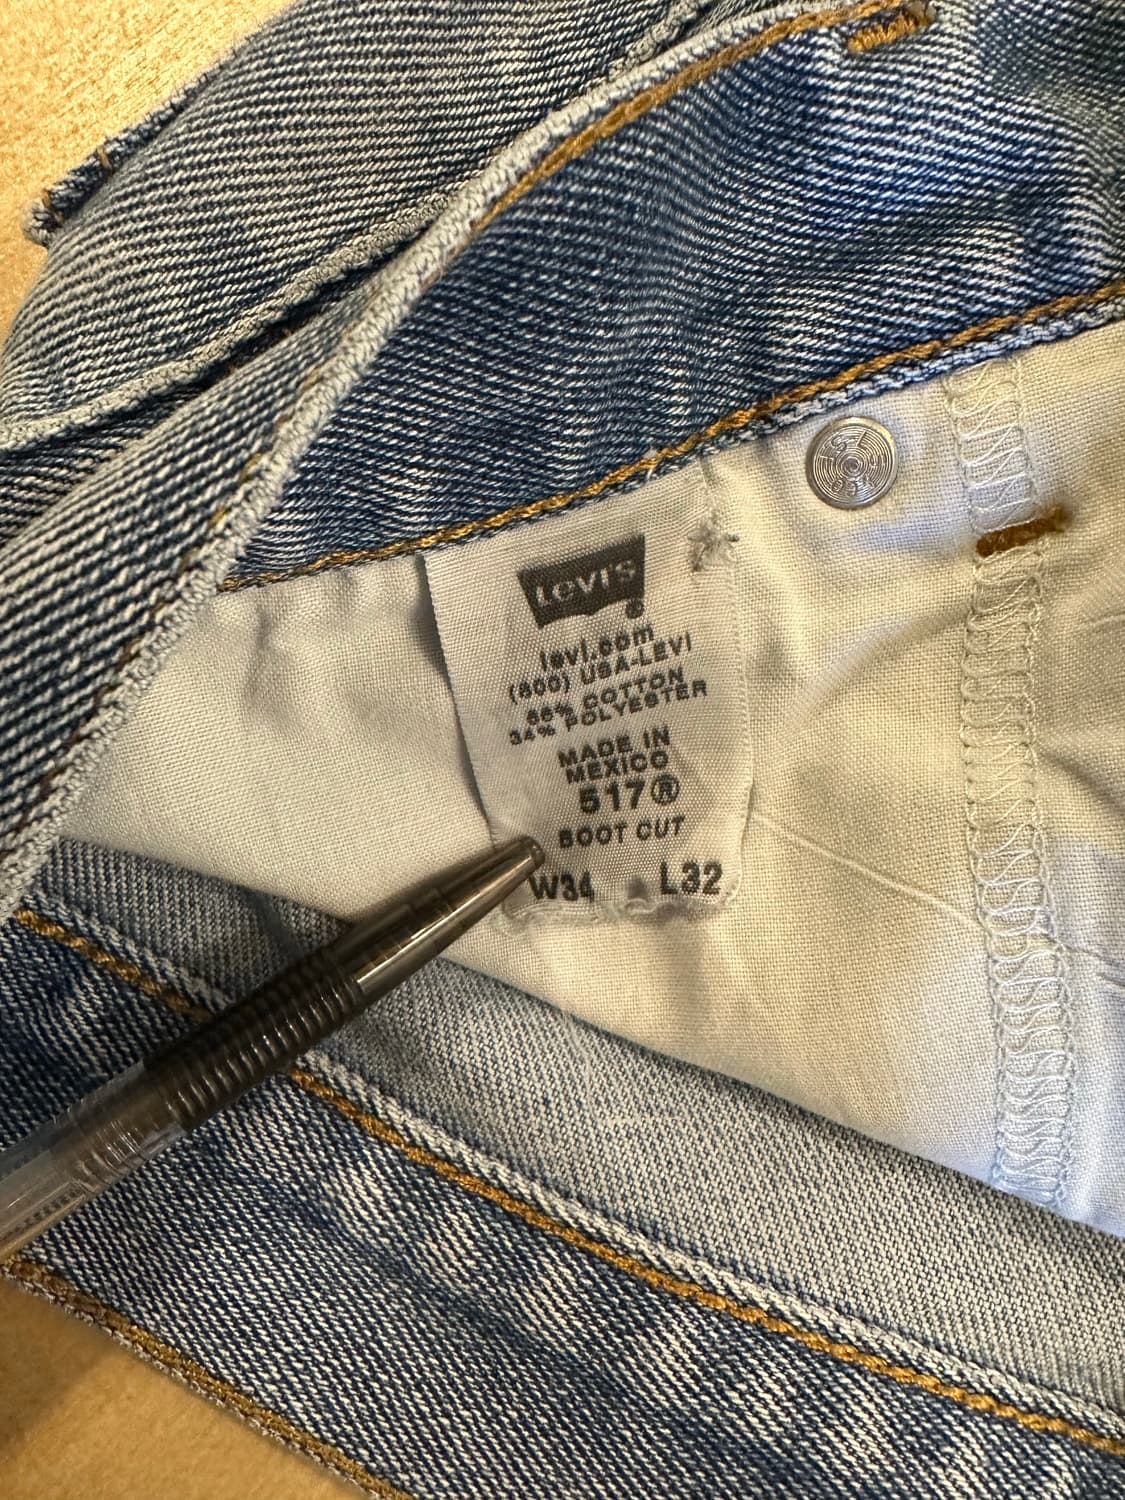 Levi's®
levi.com
(800) USA-LEVI
66% COTTON
34% POLYESTER
MADE IN
MEXICO
517®
BOOT CUT
W34 L32